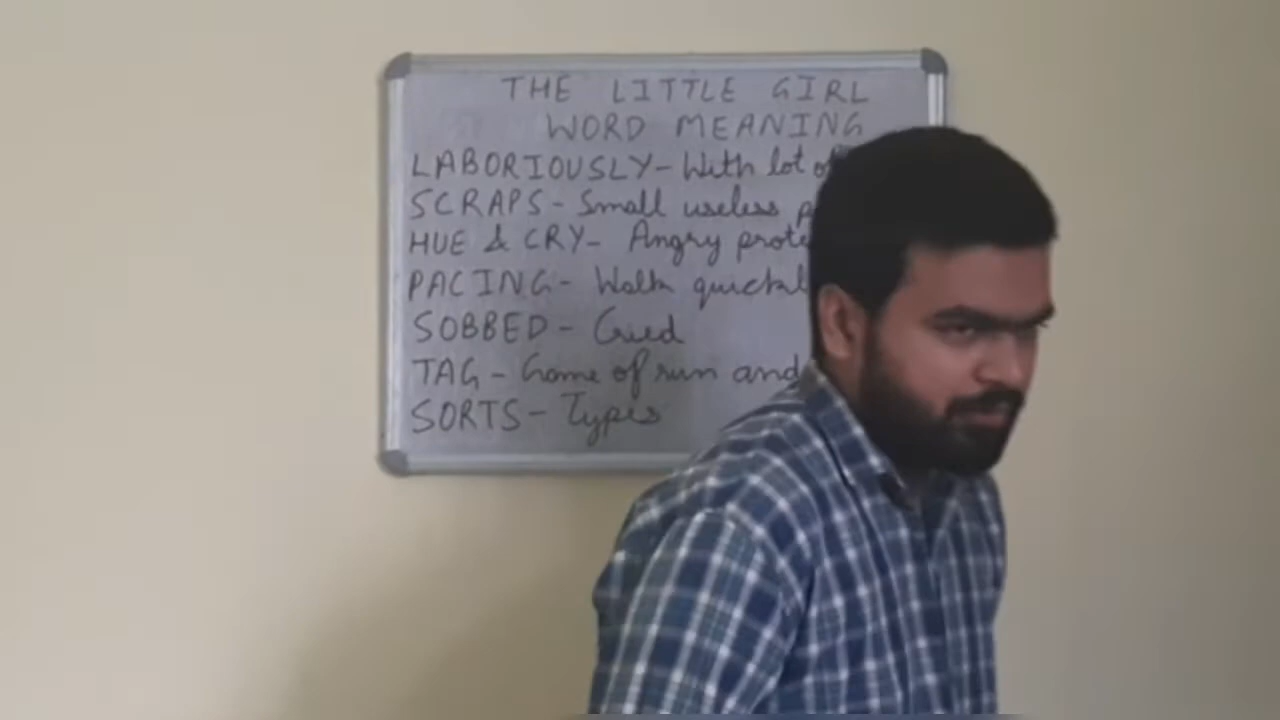 THE LITTLE GIRL
WORD MEANING
LABORIOUSLY - With lot of
SCRAPS - Small useless
HUE & CRY - Angry
PACING - Walk
SOBBED - Cried
TAG - Game of run and
SORTS - Types